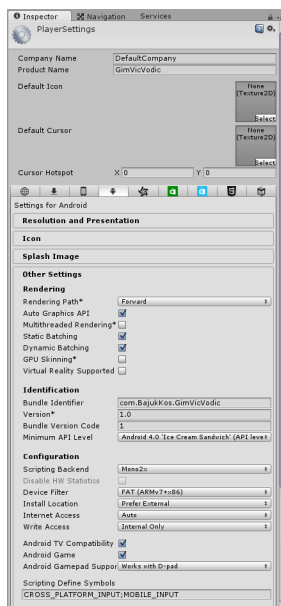 Inspector Navigation Services
PlayerSettings
Company Name DefaultCompany
Product Name GimVicVodic
Default Icon None
(Texture2D)
Select
Default Cursor None
(Texture2D)
Select
Cursor Hotspot X 0 Y 0
Settings for Android
Resolution and Presentation
Icon
Splash Image
Other Settings
Rendering
Rendering Path* Forward
Auto Graphics API
Multithreaded Rendering*
Static Batching
Dynamic Batching
GPU Skinning*
Virtual Reality Supported
Identification
Bundle Identifier com.BajukKos.GimVicVodic
Version* 1.0
Bundle Version Code 1
Minimum API Level Android 4.0 'Ice Cream Sandwich' (API level
Configuration
Scripting Backend Mono2x
Disable HW Statistics
Device Filter FAT (ARMv7+x86)
Install Location Prefer External
Internet Access Auto
Write Access Internal Only
Android TV Compatibility
Android Game
Android Gamepad Suppor Works with D-pad
Scripting Define Symbols
CROSS_PLATFORM_INPUT;MOBILE_INPUT